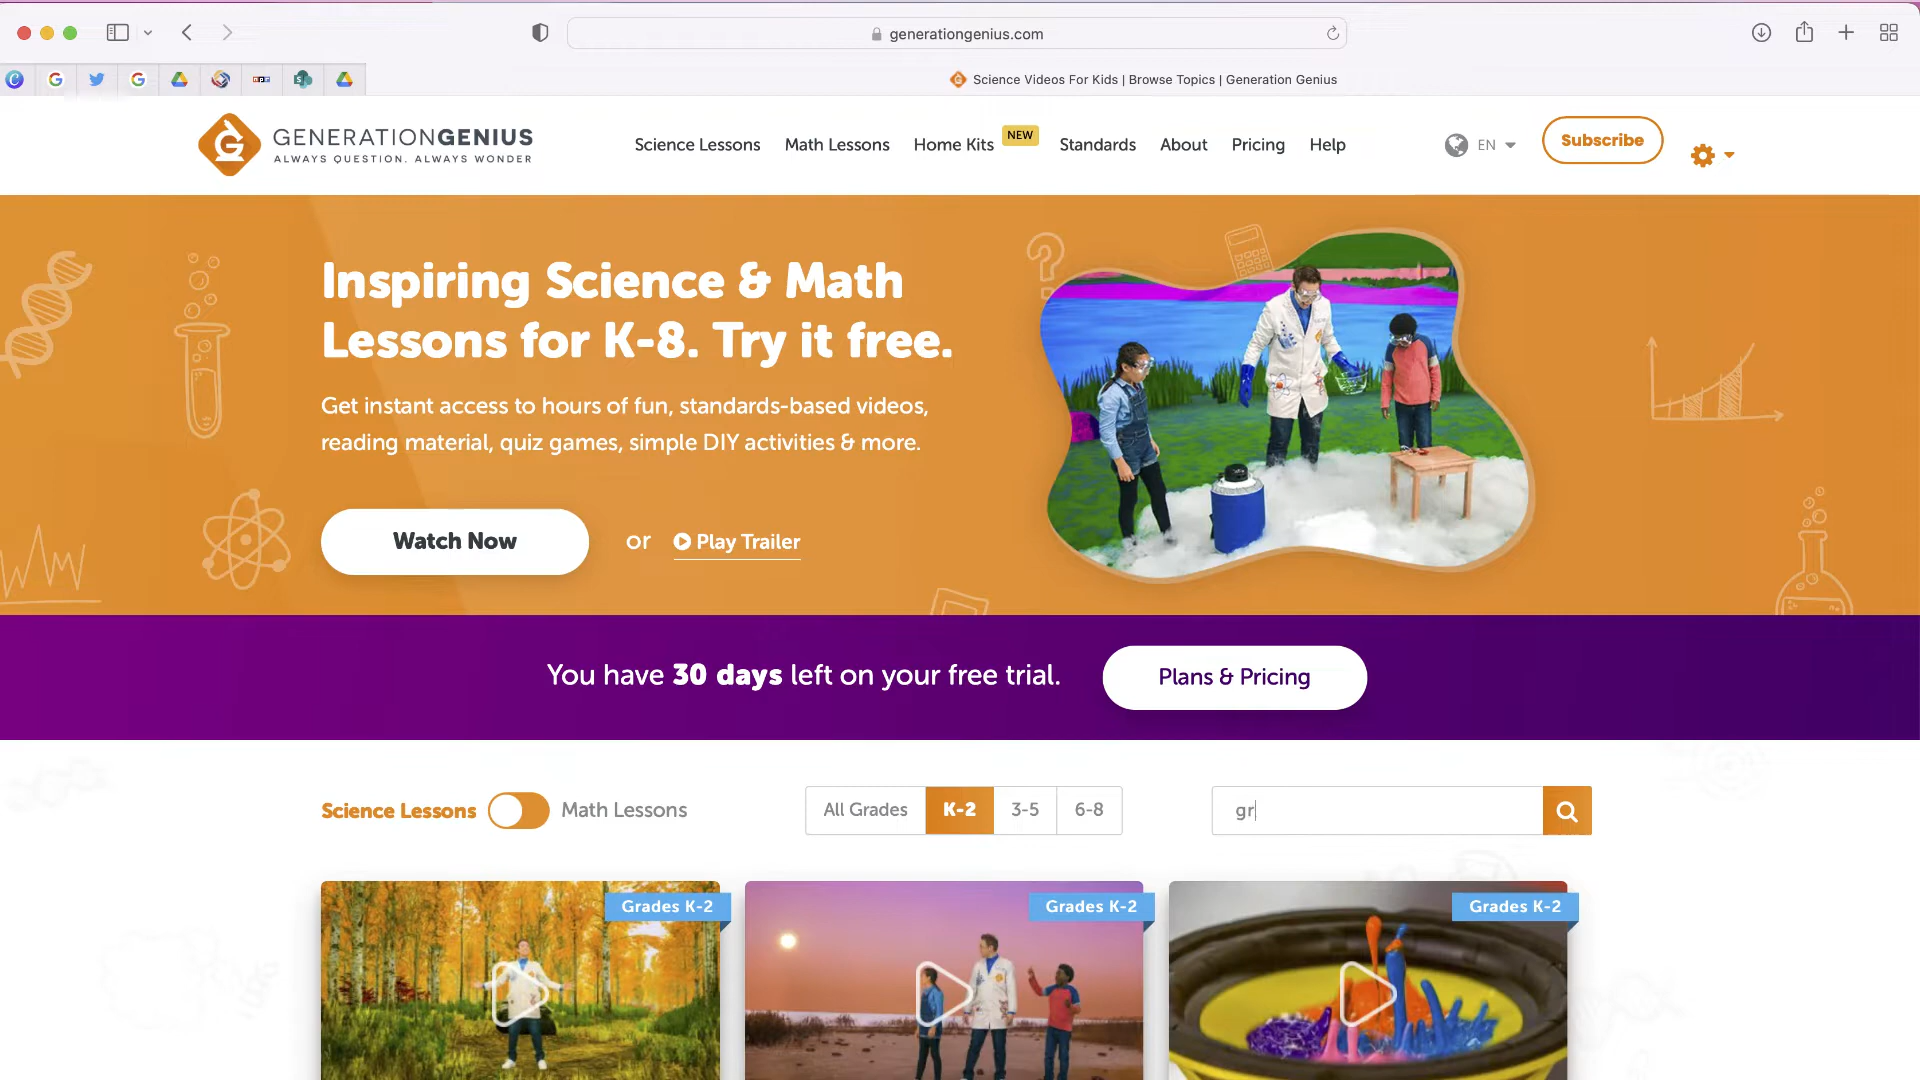 generationgenius.com
Science Videos For Kids | Browse Topics | Generation Genius
GENERATIONGENIUS
ALWAYS QUESTION. ALWAYS WONDER
Science Lessons
Math Lessons
Home Kits
NEW
Standards
About
Pricing
Help
EN
Subscribe
Inspiring Science & Math
Lessons for K-8. Try it free.
Get instant access to hours of fun, standards-based videos,
reading material, quiz games, simple DIY activities & more.
Watch Now
or
Play Trailer
You have 30 days left on your free trial.
Plans & Pricing
Science Lessons
Math Lessons
All Grades
K-2
3-5
6-8
gr
Grades K-2
Grades K-2
Grades K-2